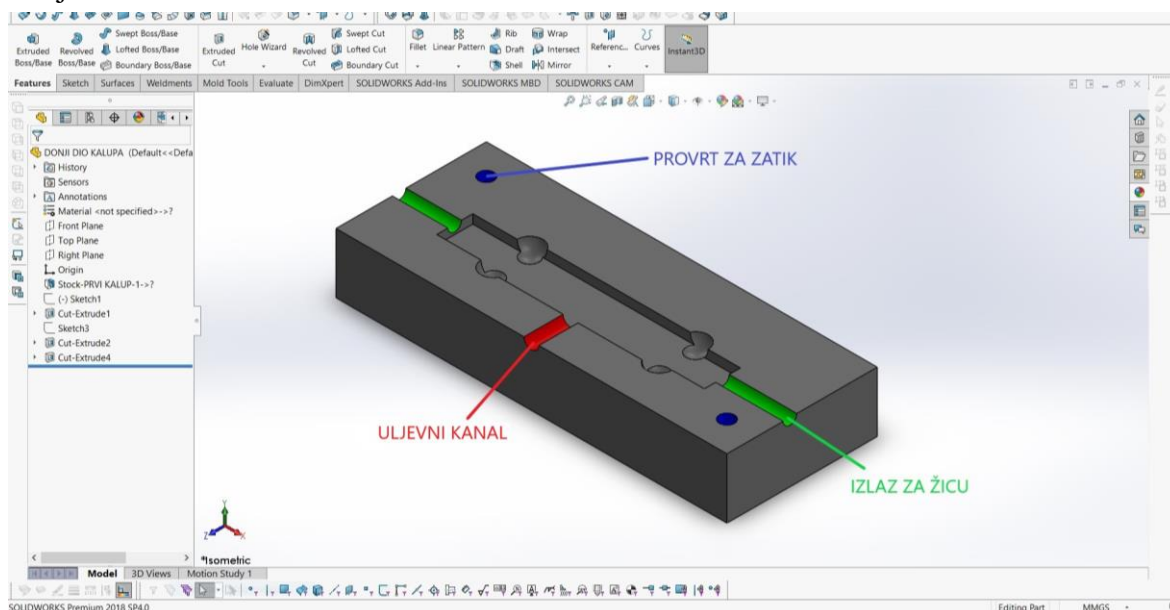 Extruded Boss/Base
Revolved Boss/Base
Swept Boss/Base
Lofted Boss/Base
Boundary Boss/Base
Extruded Cut
Hole Wizard
Revolved Cut
Swept Cut
Lofted Cut
Boundary Cut
Fillet
Linear Pattern
Rib
Draft
Shell
Wrap
Intersect
Mirror
Referenc...
Curves
Instant3D
Features Sketch Surfaces Weldments Mold Tools Evaluate DimXpert SOLIDWORKS Add-Ins SOLIDWORKS MBD SOLIDWORKS CAM
DONJI DIO KALUPA (Default<<Defa
History
Sensors
Annotations
Material <not specified>->?
Front Plane
Top Plane
Right Plane
Origin
Stock-PRVI KALUP-1->?
(-) Sketch1
Cut-Extrude1
Sketch3
Cut-Extrude2
Cut-Extrude4
PROVRT ZA ZATIK
ULJEVNI KANAL
IZLAZ ZA ŽICU
Y
Z
X
*Isometric
Model 3D Views Motion Study 1
SOLIDWORKS Premium 2018 SP4.0
Editing Part MMGS